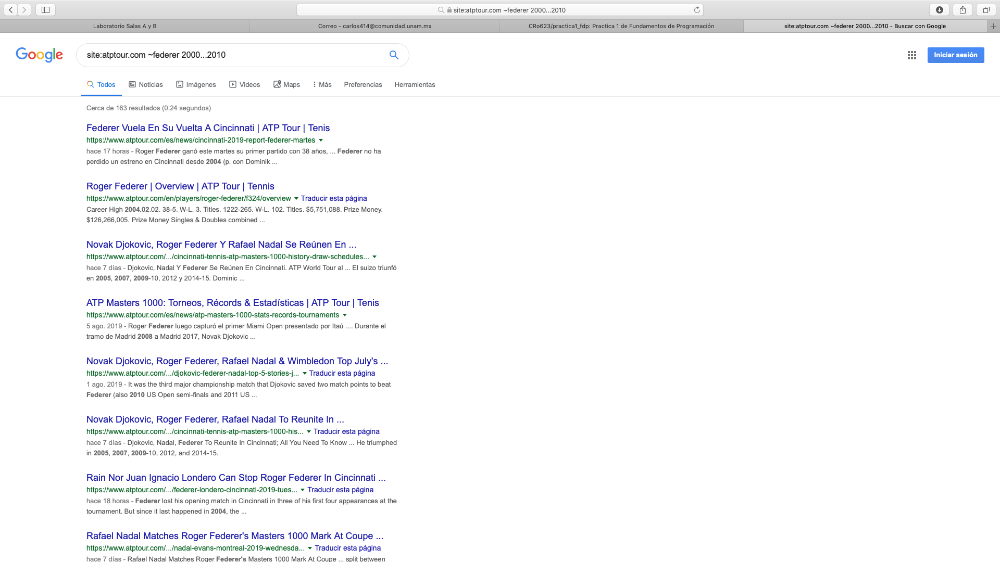 site:atptour.com ~federer 2000...2010
Laboratorio Salas A y B
Correo - carlos414@comunidad.unam.mx
CRo623/practica1_fdp: Practica 1 de Fundamentos de Programación
site:atptour.com ~federer 2000...2010 - Buscar con Google
Google
site:atptour.com ~federer 2000...2010
Iniciar sesión
Todos Noticias Imágenes Videos Maps Más Preferencias Herramientas
Cerca de 163 resultados (0.24 segundos)
Federer Vuela En Su Vuelta A Cincinnati | ATP Tour | Tenis
https://www.atptour.com/es/news/cincinnati-2019-report-federer-martes
hace 17 horas - Roger Federer ganó este martes su primer partido con 38 años, ... Federer no ha
perdido un estreno en Cincinnati desde 2004 (p. con Dominik ...
Roger Federer | Overview | ATP Tour | Tennis
https://www.atptour.com/en/players/roger-federer/f324/overview Traducir esta página
Career High 2004.02.02. 38-5. W-L. 3. Titles. 1222-265. W-L. 102. Titles. $5,751,088. Prize Money.
$126,266,005. Prize Money Singles & Doubles combined ...
Novak Djokovic, Roger Federer Y Rafael Nadal Se Reúnen En ...
https://www.atptour.com/.../cincinnati-tennis-atp-masters-1000-history-draw-schedules...
hace 7 días - Djokovic, Nadal Y Federer Se Reúnen En Cincinnati. ATP World Tour al ... El suizo triunfó
en 2005, 2007, 2009-10, 2012 y 2014-15. Dominic ...
ATP Masters 1000: Torneos, Récords & Estadísticas | ATP Tour | Tenis
https://www.atptour.com/es/news/atp-masters-1000-stats-records-tournaments
5 ago. 2019 - Roger Federer luego capturó el primer Miami Open presentado por Itaú .... Durante el
tramo de Madrid 2008 a Madrid 2017, Novak Djokovic ...
Novak Djokovic, Roger Federer, Rafael Nadal & Wimbledon Top July's ...
https://www.atptour.com/.../djokovic-federer-nadal-top-5-stories-j... Traducir esta página
1 ago. 2019 - It was the third major championship match that Djokovic saved two match points to beat
Federer (also 2010 US Open semi-finals and 2011 US ...
Novak Djokovic, Roger Federer, Rafael Nadal To Reunite In ...
https://www.atptour.com/.../cincinnati-tennis-atp-masters-1000-his... Traducir esta página
hace 7 días - Djokovic, Nadal, Federer To Reunite In Cincinnati; All You Need To Know ... He triumphed
in 2005, 2007, 2009-10, 2012, and 2014-15.
Rain Nor Juan Ignacio Londero Can Stop Roger Federer In Cincinnati ...
https://www.atptour.com/.../federer-londero-cincinnati-2019-tues... Traducir esta página
hace 18 horas - Federer lost his opening match in Cincinnati in three of his first four appearances at the
tournament. But since it last happened in 2004, the ...
Rafael Nadal Matches Roger Federer's Masters 1000 Mark At Coupe ...
https://www.atptour.com/.../nadal-evans-montreal-2019-wednesda... Traducir esta página
hace 7 días - Rafael Nadal Matches Roger Federer's Masters 1000 Mark At Coupe ... split between